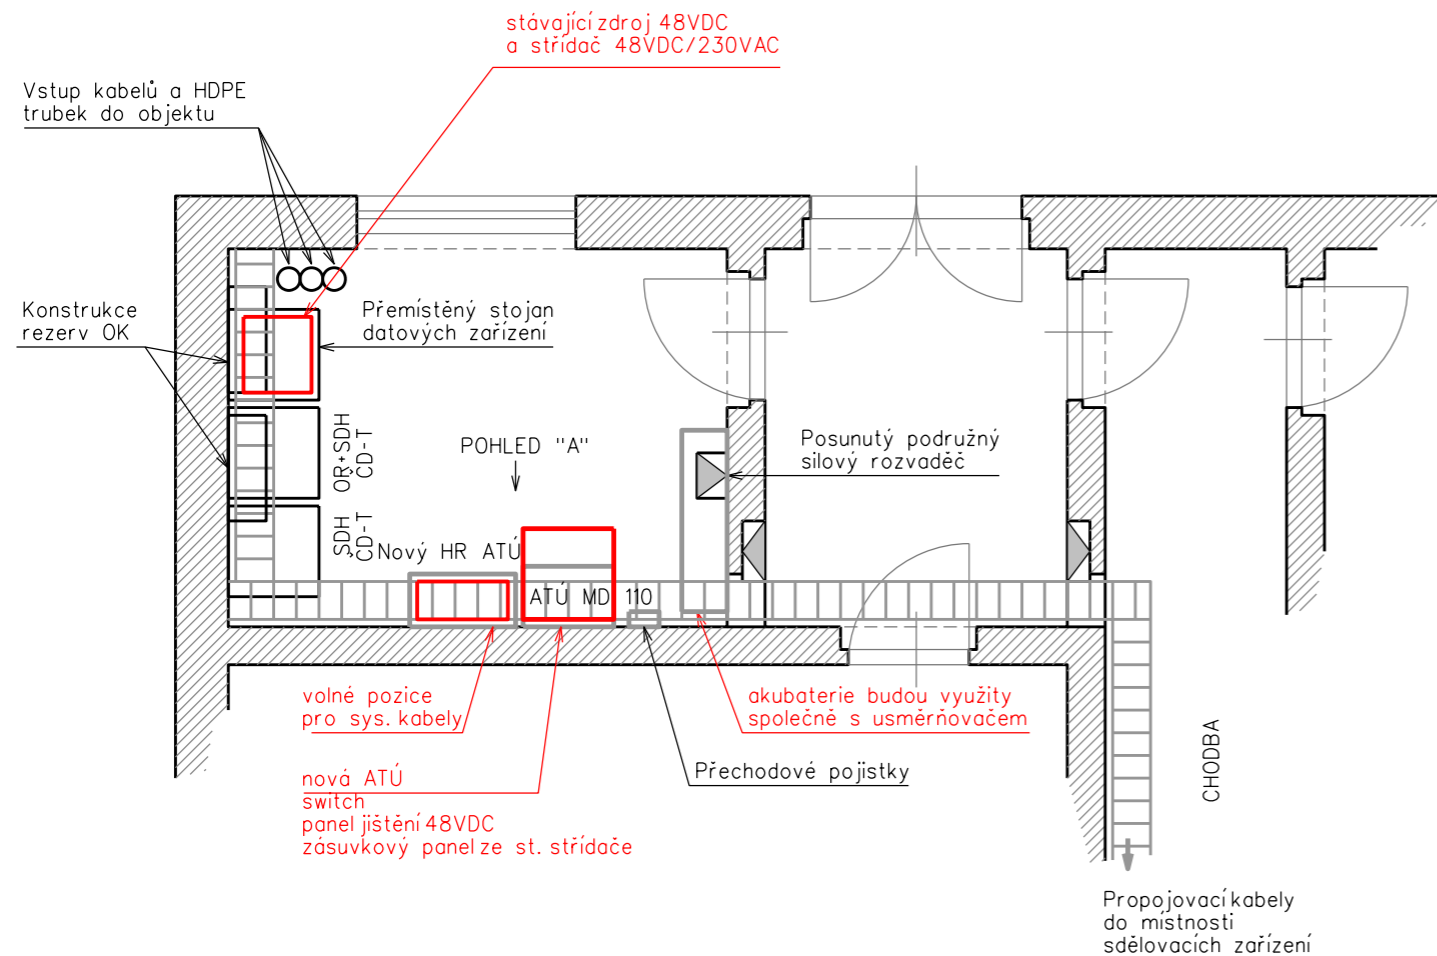 stávající zdroj 48VDC
a střídač 48VDC/230VAC
Vstup kabelů a HDPE
trubek do objektu
Konstrukce
rezerv OK
Přemístěný stojan
datových zařízení
OŘ+SDH
ČD-T
POHLED "A"
Posunutý podružný
silový rozvaděč
SDH
ČD-T
Nový HR ATÚ
ATÚ MD 110
volné pozice
pro sys. kabely
akubaterie budou využity
společně s usměrňovačem
Přechodové pojistky
nová ATÚ
switch
panel jištění 48VDC
zásuvkový panel ze st. střídače
CHODBA
Propojovací kabely
do místnosti
sdělovacích zařízení